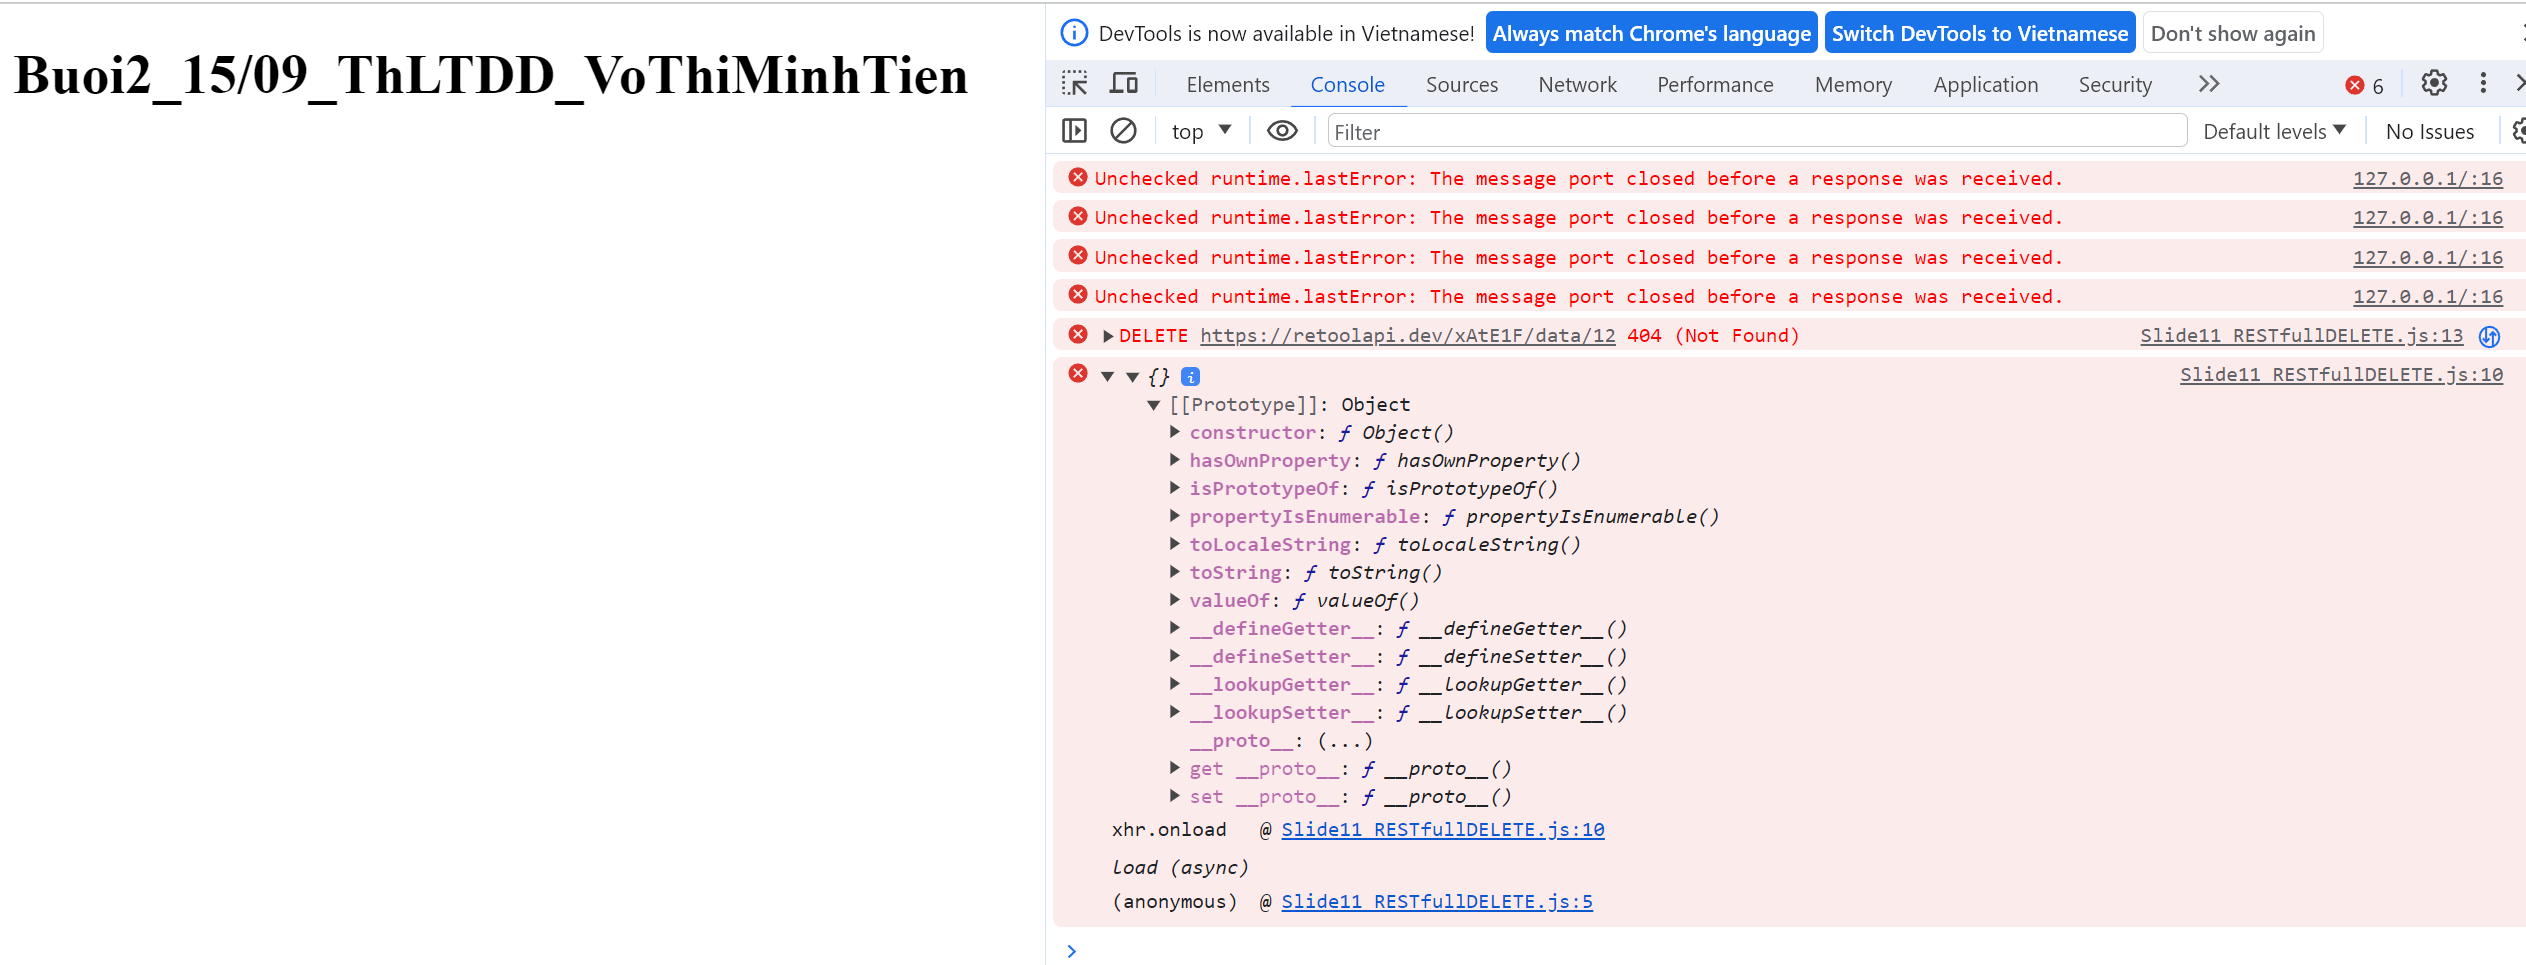 Buoi2_15/09_ThLTDD_VoThiMinhTien
DevTools is now available in Vietnamese! Always match Chrome's language Switch DevTools to Vietnamese Don't show again
Elements Console Sources Network Performance Memory Application Security 6
top Filter Default levels No Issues
Unchecked runtime.lastError: The message port closed before a response was received. 127.0.0.1/:16
Unchecked runtime.lastError: The message port closed before a response was received. 127.0.0.1/:16
Unchecked runtime.lastError: The message port closed before a response was received. 127.0.0.1/:16
Unchecked runtime.lastError: The message port closed before a response was received. 127.0.0.1/:16
DELETE https://retoolapi.dev/xAtE1F/data/12 404 (Not Found) Slide11_RESTfullDELETE.js:13
{} i Slide11_RESTfullDELETE.js:10
[[Prototype]]: Object
constructor: ƒ Object()
hasOwnProperty: ƒ hasOwnProperty()
isPrototypeOf: ƒ isPrototypeOf()
propertyIsEnumerable: ƒ propertyIsEnumerable()
toLocaleString: ƒ toLocaleString()
toString: ƒ toString()
valueOf: ƒ valueOf()
__defineGetter__: ƒ __defineGetter__()
__defineSetter__: ƒ __defineSetter__()
__lookupGetter__: ƒ __lookupGetter__()
__lookupSetter__: ƒ __lookupSetter__()
__proto__: (...)
get __proto__: ƒ __proto__()
set __proto__: ƒ __proto__()
xhr.onload @ Slide11_RESTfullDELETE.js:10
load (async)
(anonymous) @ Slide11_RESTfullDELETE.js:5